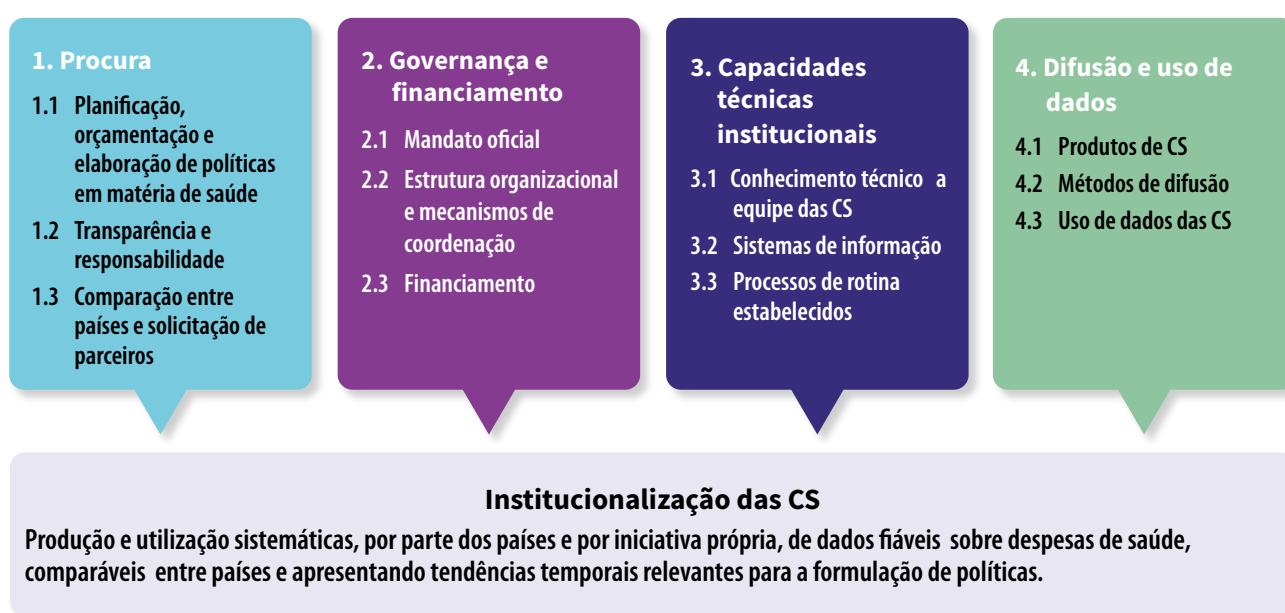 1. Procura
1.1 Planificação,
orçamentação e
elaboração de políticas
em matéria de saúde
1.2 Transparência e
responsabilidade
1.3 Comparação entre
países e solicitação de
parceiros
2. Governança e
financiamento
2.1 Mandato oficial
2.2 Estrutura organizacional
e mecanismos de
coordenação
2.3 Financiamento
3. Capacidades
técnicas
institucionais
3.1 Conhecimento técnico a
equipe das CS
3.2 Sistemas de informação
3.3 Processos de rotina
estabelecidos
4. Difusão e uso de
dados
4.1 Produtos de CS
4.2 Métodos de difusão
4.3 Uso de dados das CS
Institucionalização das CS
Produção e utilização sistemáticas, por parte dos países e por iniciativa própria, de dados fiáveis sobre despesas de saúde,
comparáveis entre países e apresentando tendências temporais relevantes para a formulação de políticas.